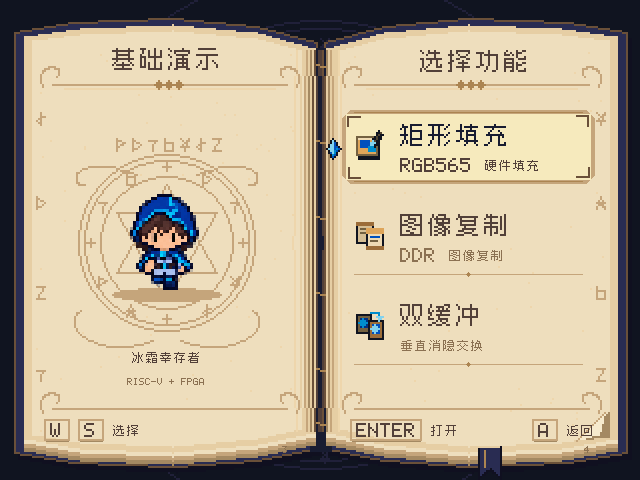 基础演示
冰霜幸存者
RISC-V + FPGA
W S 选择
选择功能
矩形填充
RGB565 硬件填充
图像复制
DDR 图像复制
双缓冲
垂直消隐交换
ENTER 打开 A 返回